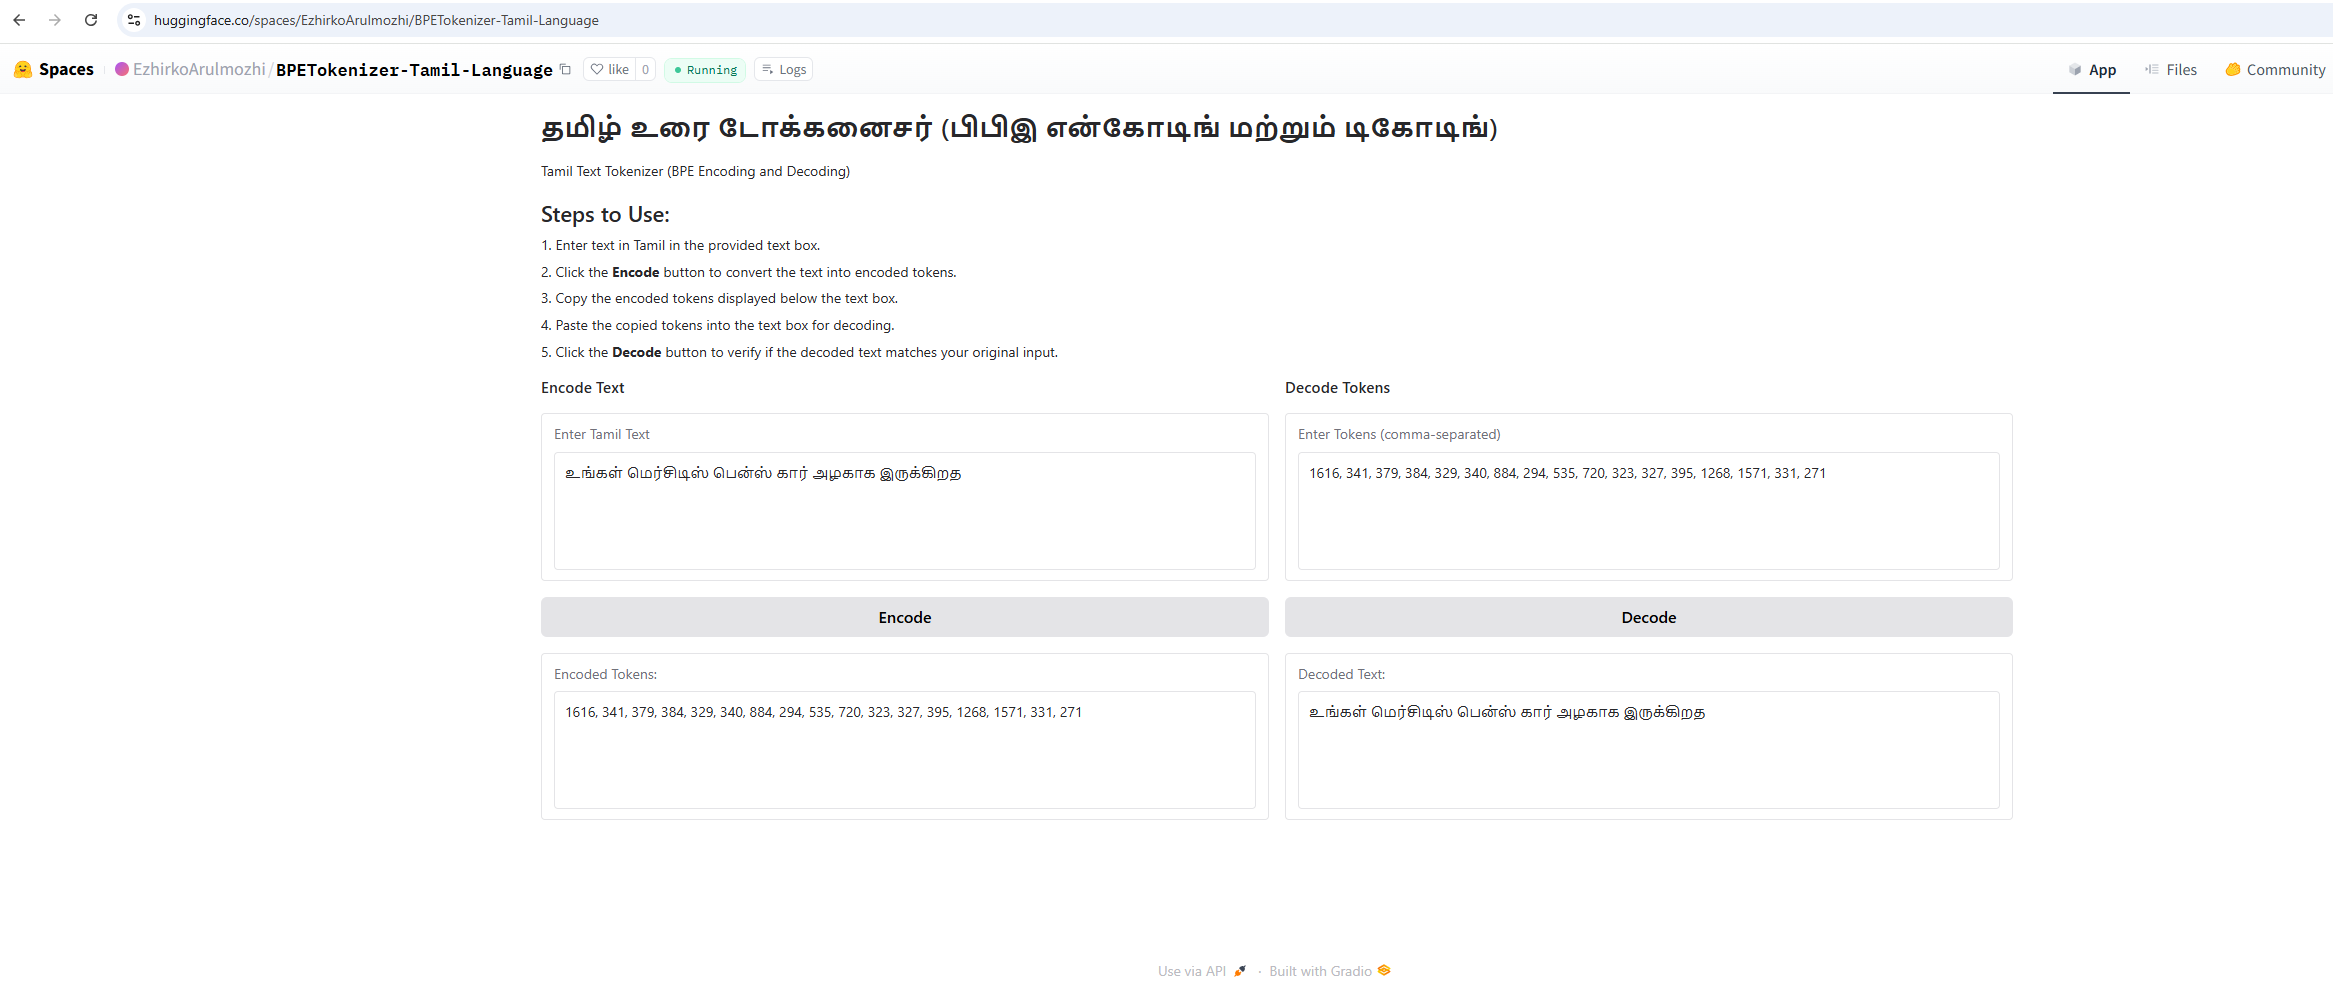 huggingface.co/spaces/EzhirkoArulmozhi/BPETokenizer-Tamil-Language
Spaces EzhirkoArulmozhi/BPETokenizer-Tamil-Language like 0 Running Logs App Files Community
தமிழ் உரை டோக்கனைசர் (பிபிஇ என்கோடிங் மற்றும் டிகோடிங்)
Tamil Text Tokenizer (BPE Encoding and Decoding)
Steps to Use:
1. Enter text in Tamil in the provided text box.
2. Click the Encode button to convert the text into encoded tokens.
3. Copy the encoded tokens displayed below the text box.
4. Paste the copied tokens into the text box for decoding.
5. Click the Decode button to verify if the decoded text matches your original input.
Encode Text
Enter Tamil Text
உங்கள் மெர்சிடிஸ் பென்ஸ் கார் அழகாக இருக்கிறத
Encode
Encoded Tokens:
1616, 341, 379, 384, 329, 340, 884, 294, 535, 720, 323, 327, 395, 1268, 1571, 331, 271
Decode Tokens
Enter Tokens (comma-separated)
1616, 341, 379, 384, 329, 340, 884, 294, 535, 720, 323, 327, 395, 1268, 1571, 331, 271
Decode
Decoded Text:
உங்கள் மெர்சிடிஸ் பென்ஸ் கார் அழகாக இருக்கிறத
Use via API · Built with Gradio